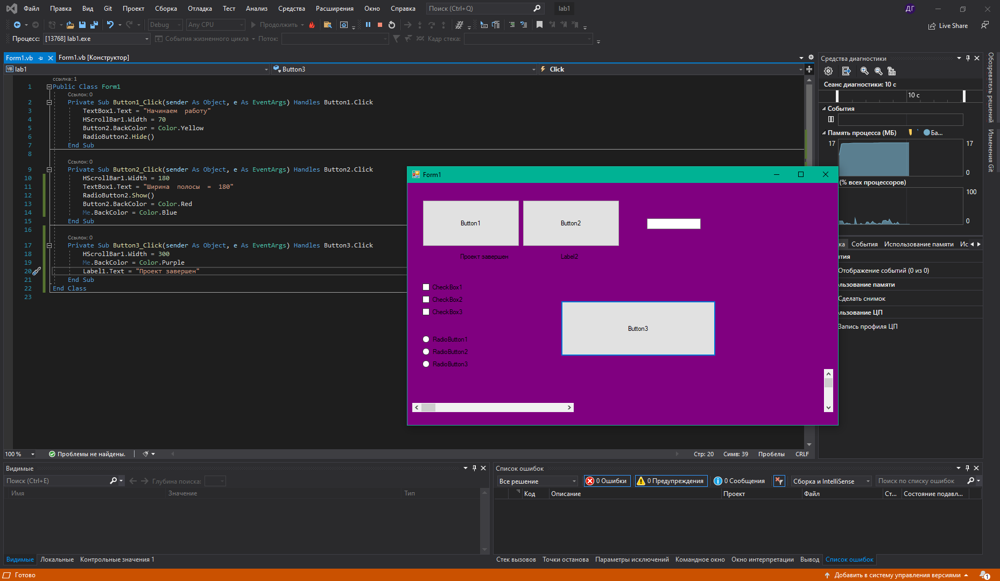 Файл Правка Вид Git Проект Сборка Отладка Тест Анализ Средства Расширения Окно Справка Поиск (Ctrl+Q) lab1 ДГ
Debug Any CPU Продолжить Live Share
Процесс: [13768] lab1.exe События жизненного цикла Поток: Кадр стека:
Form1.vb Form1.vb [Конструктор]
VB lab1 Button3 Click
ссылка: 1
1 Public Class Form1
Ссылок: 0
2 Private Sub Button1_Click(sender As Object, e As EventArgs) Handles Button1.Click
3 TextBox1.Text = "Начинаем работу"
4 HScrollBar1.Width = 70
5 Button2.BackColor = Color.Yellow
6 RadioButton2.Hide()
7 End Sub
8
Ссылок: 0
9 Private Sub Button2_Click(sender As Object, e As EventArgs) Handles Button2.Click
10 HScrollBar1.Width = 180
11 TextBox1.Text = "Ширина полосы = 180"
12 RadioButton2.Show()
13 Button2.BackColor = Color.Red
14 Me.BackColor = Color.Blue
15 End Sub
16
Ссылок: 0
17 Private Sub Button3_Click(sender As Object, e As EventArgs) Handles Button3.Click
18 HScrollBar1.Width = 300
19 Me.BackColor = Color.Purple
20 Label1.Text = "Проект завершен"
21 End Sub
22 End Class
23
Form1
Button1 Button2
Проект завершен Label2
CheckBox1
CheckBox2
CheckBox3
Button3
RadioButton1
RadioButton2
RadioButton3
Средства диагностики
Сеанс диагностики: 10 с
10 с
События
Память процесса (МБ) Ба...
17 17
0
(% всех процессоров)
100
0
ка События Использование памяти Ис
тия
Отображение событий (0 из 0)
льзование памяти
Сделать снимок
льзование ЦП
Запись профиля ЦП
Обозреватель решений
Изменения Git
100 % Проблемы не найдены. Стр: 20 Симв: 39 Пробелы CRLF
Видимые
Поиск (Ctrl+E) Глубина поиска:
Имя Значение Тип
Видимые Локальные Контрольные значения 1
Список ошибок
Все решение 0 Ошибки 0 Предупреждения 0 Сообщения Сборка и IntelliSense Поиск по списку ошибок
Код Описание Проект Файл Ст... Состояние подавл...
Стек вызовов Точки останова Параметры исключений Командное окно Окно интерпретации Вывод Список ошибок
Готово Добавить в систему управления версиями 1